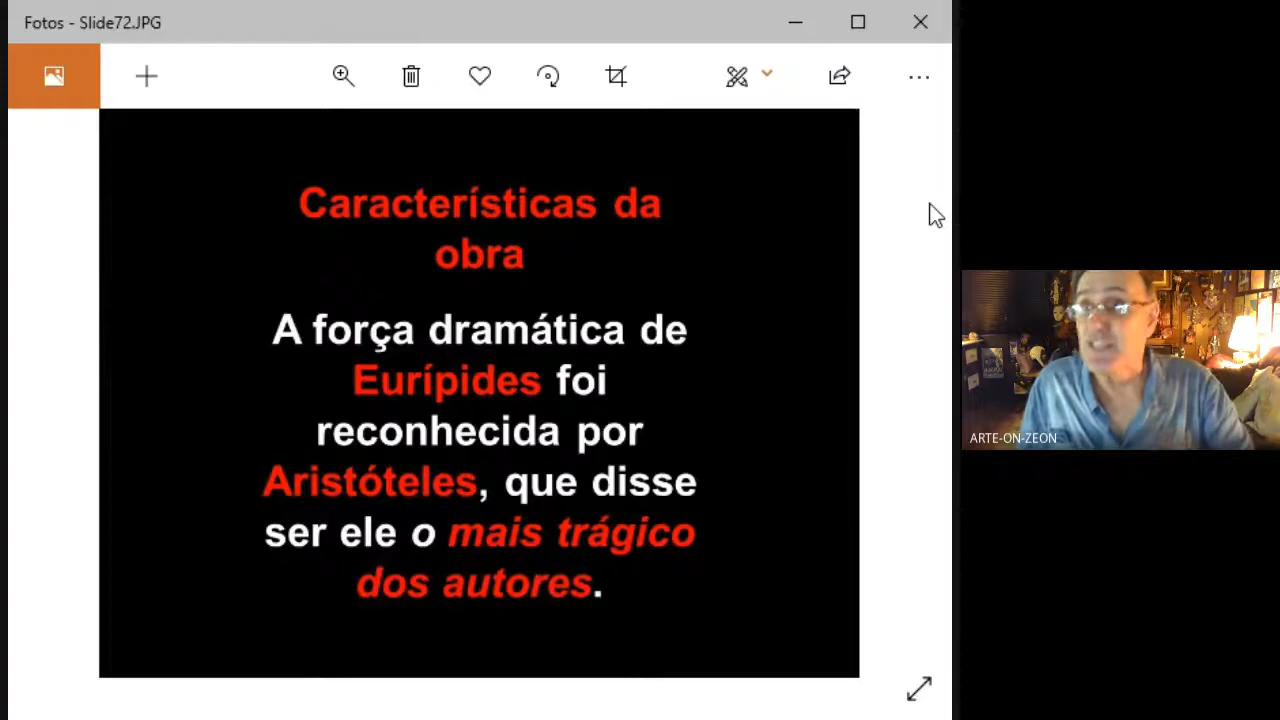 Fotos - Slide72.JPG
Características da
obra
A força dramática de
Eurípides foi
reconhecida por
Aristóteles, que disse
ser ele o mais trágico
dos autores.
ARTE-ON-ZEON